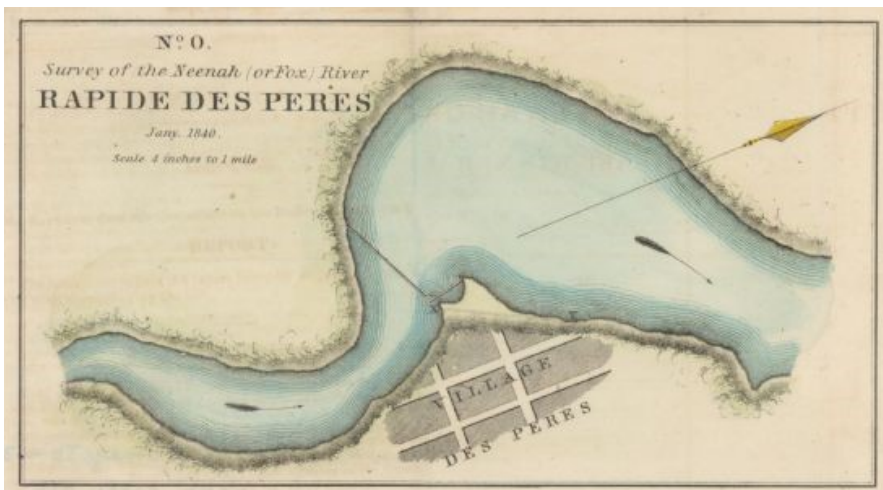 Nº 0.
Survey of the Neenah (or Fox) River
RAPIDE DES PERES
Jany. 1840.
Scale 4 inches to 1 mile
VILLAGE
DES PERES